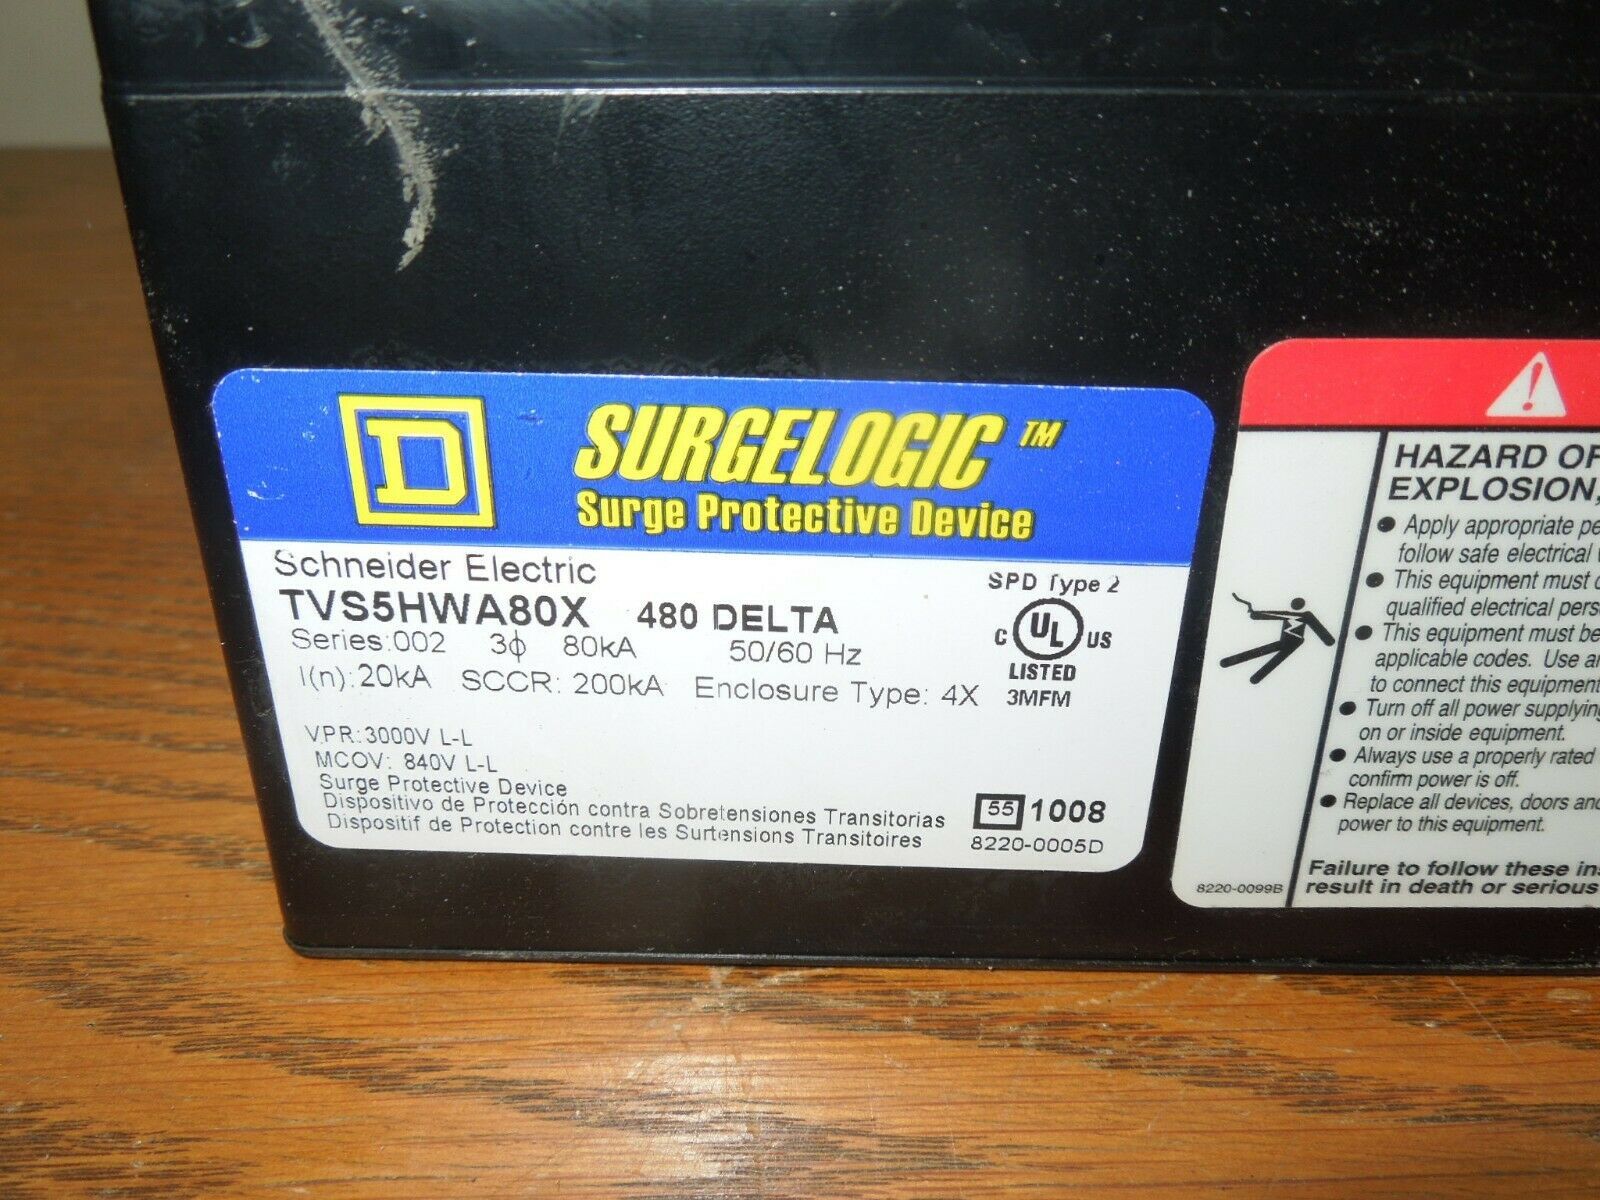 D
SURGELOGIC™
Surge Protective Device
Schneider Electric
TVS5HWA80X 480 DELTA
Series:002 3ϕ 80kA 50/60 Hz
I(n): 20kA SCCR: 200kA Enclosure Type: 4X
VPR:3000V L-L
MCOV: 840V L-L
Surge Protective Device
Dispositivo de Protección contra Sobretensiones Transitorias
Dispositif de Protection contre les Surtensions Transitoires
SPD Type 2
C UL US
LISTED
3MFM
55 1008
8220-0005D
HAZARD OF
EXPLOSION,
• Apply appropriate
follow safe electrical
• This equipment must
qualified electrical
• This equipment must be
applicable codes. Use
to connect this equipment
• Turn off all power supplying
on or inside equipment.
• Always use a properly rated
confirm power is off.
• Replace all devices, doors
power to this equipment.
Failure to follow these
result in death or serious
8220-0099B